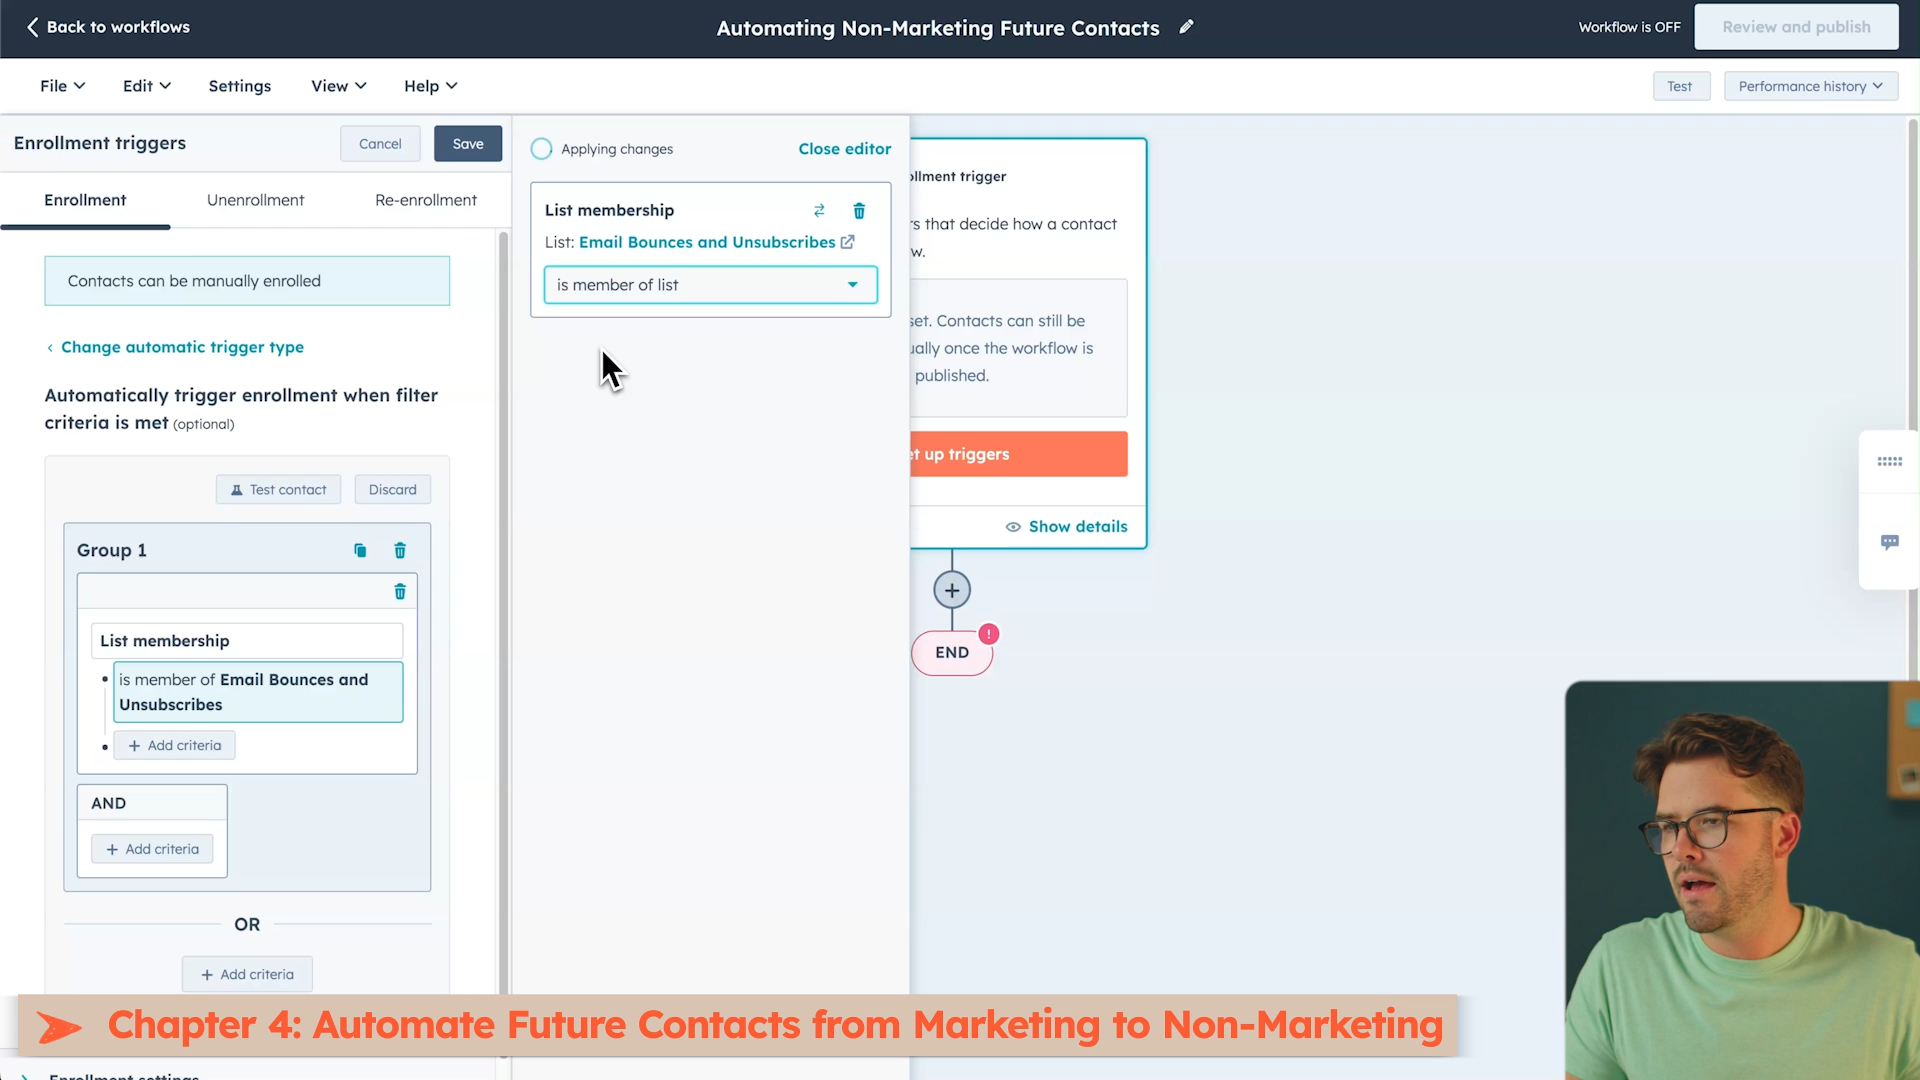 Back to workflows
Automating Non-Marketing Future Contacts
Workflow is OFF
Review and publish
File
Edit
Settings
View
Help
Test
Performance history
Enrollment triggers
Cancel
Save
Enrollment
Unenrollment
Re-enrollment
Contacts can be manually enrolled
Change automatic trigger type
Automatically trigger enrollment when filter
criteria is met (optional)
Test contact
Discard
Group 1
List membership
is member of Email Bounces and
Unsubscribes
+ Add criteria
AND
+ Add criteria
OR
+ Add criteria
Applying changes
Close editor
List membership
List: Email Bounces and Unsubscribes
is member of list
ollment trigger
rs that decide how a contact
w.
set. Contacts can still be
ually once the workflow is
published.
et up triggers
Show details
END
Chapter 4: Automate Future Contacts from Marketing to Non-Marketing
Enrollment settings